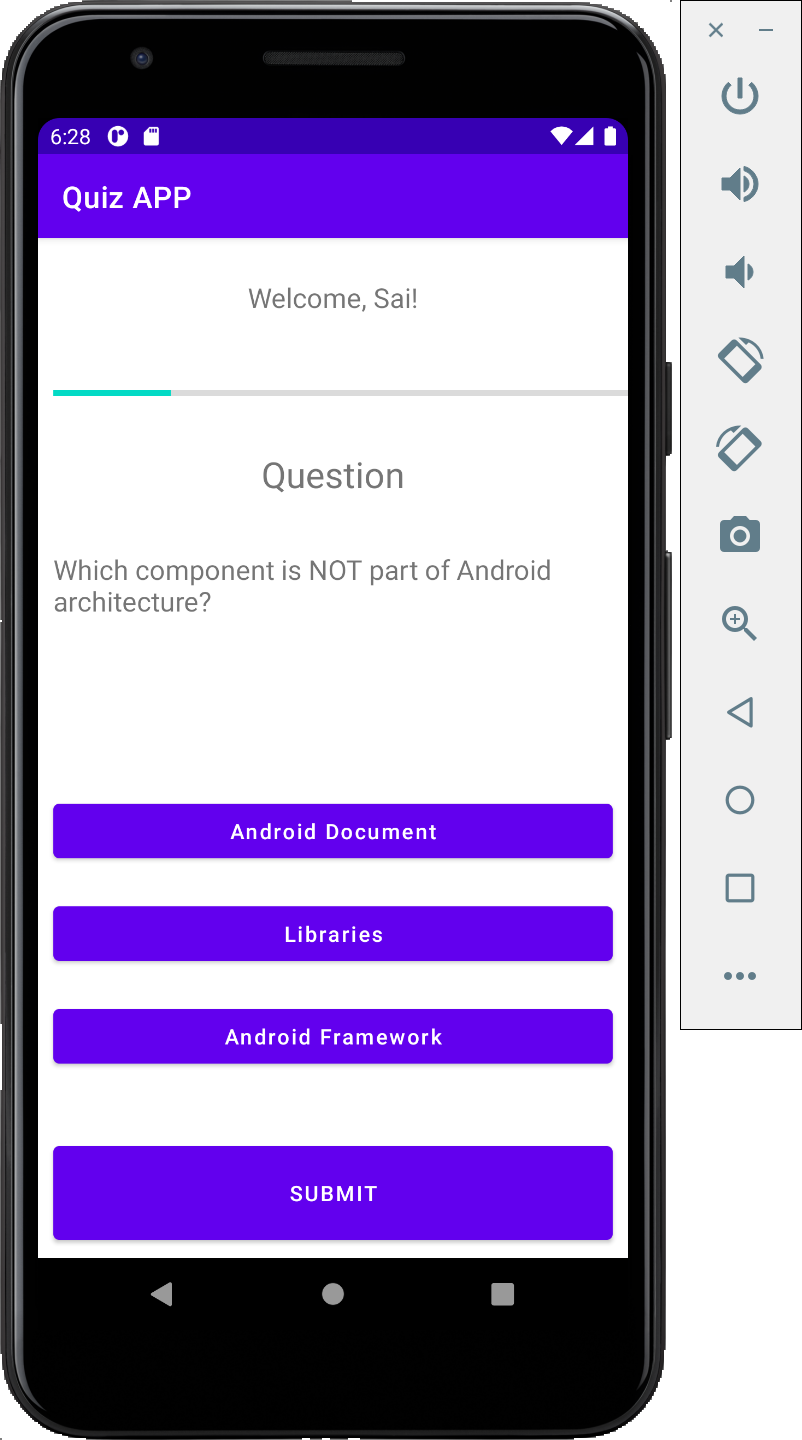 6:28
Quiz APP
Welcome, Sai!
Question
Which component is NOT part of Android
architecture?
Android Document
Libraries
Android Framework
SUBMIT